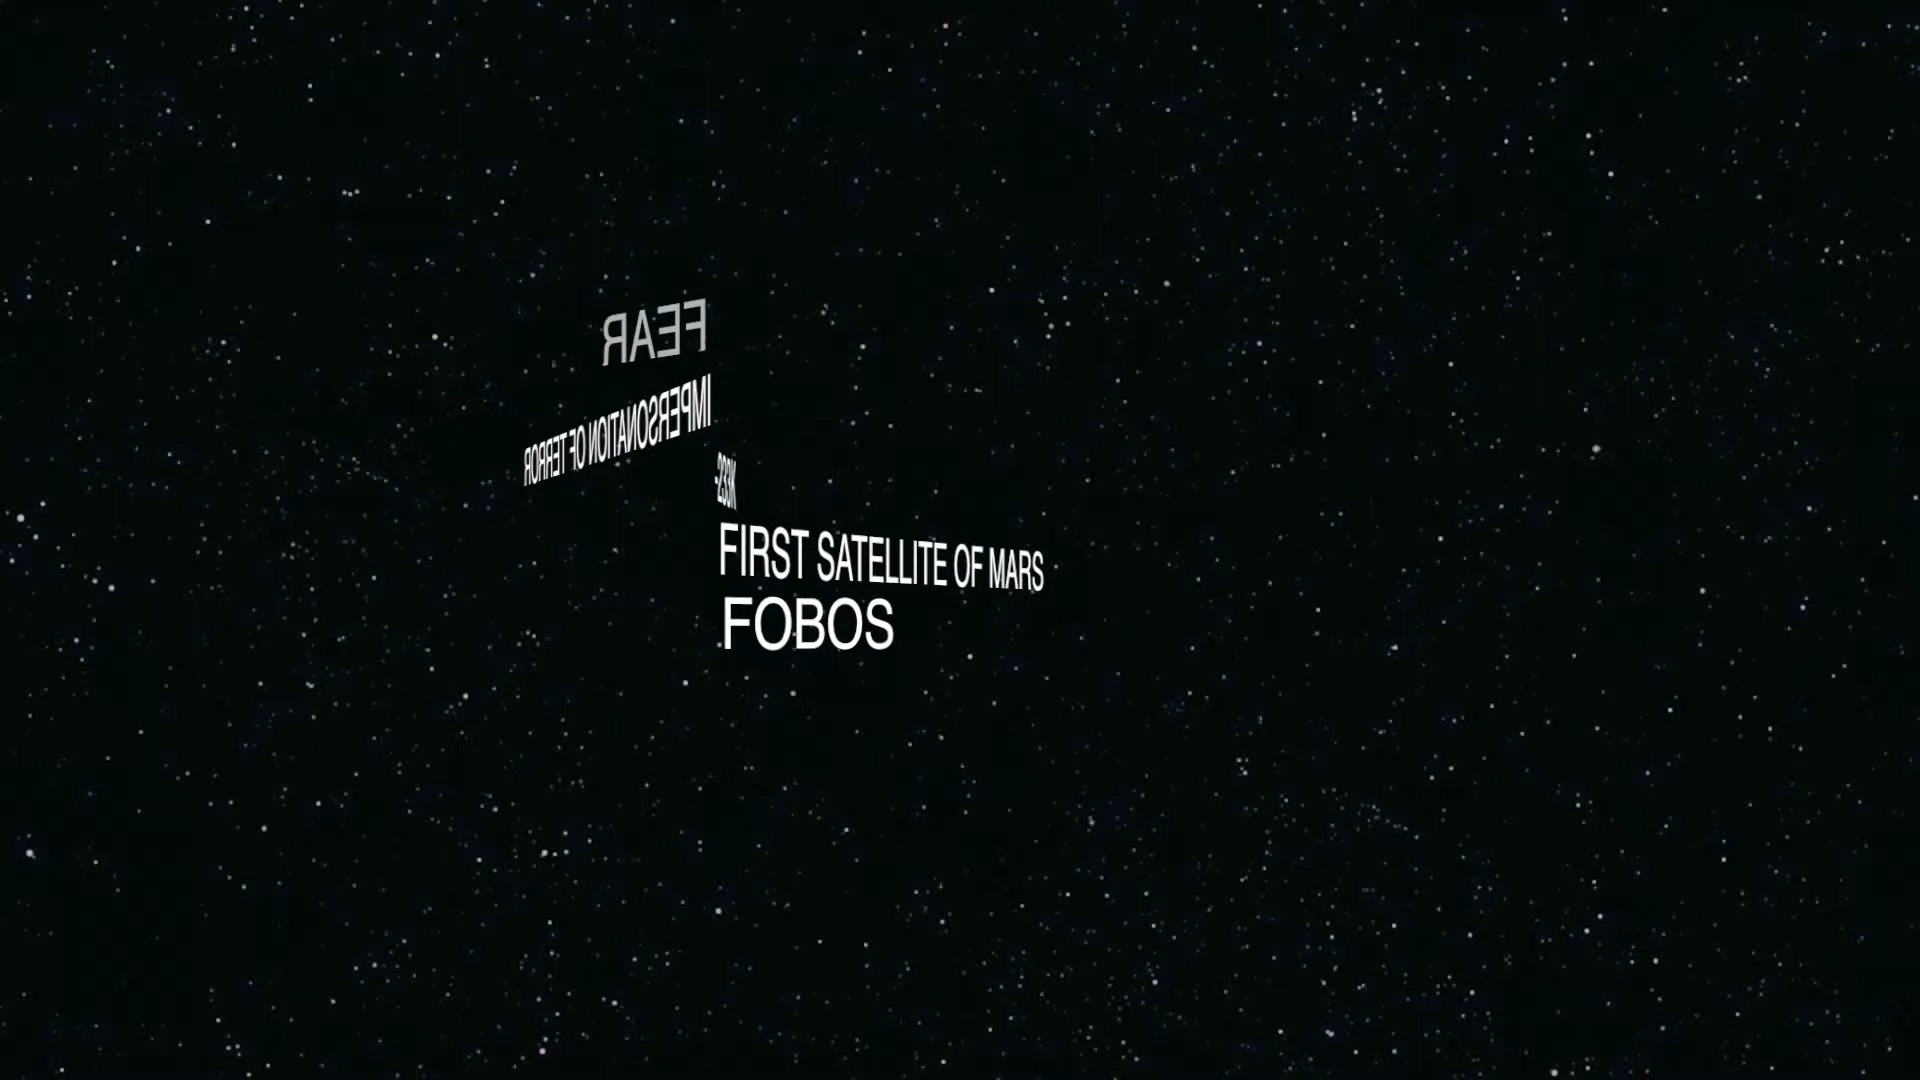 FEAR
IMPERSONATION OF TERROR
-233K
FIRST SATELLITE OF MARS
FOBOS